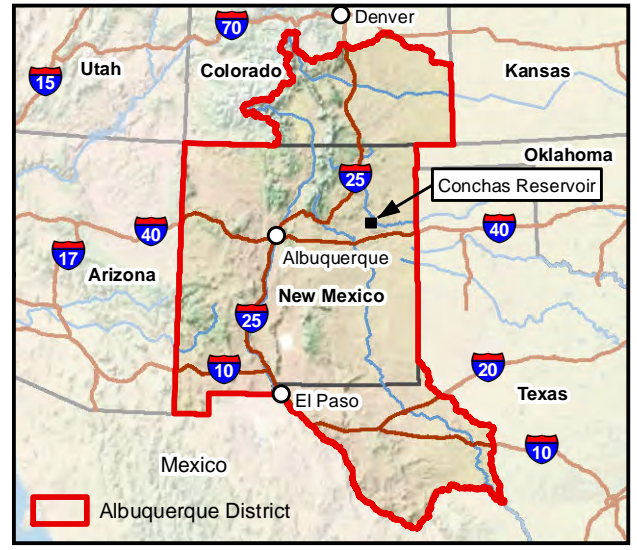 70
Denver
Utah
Colorado
Kansas
15
Oklahoma
25
Conchas Reservoir
40
40
17
Albuquerque
Arizona
New Mexico
25
10
20
El Paso
Texas
10
Mexico
Albuquerque District